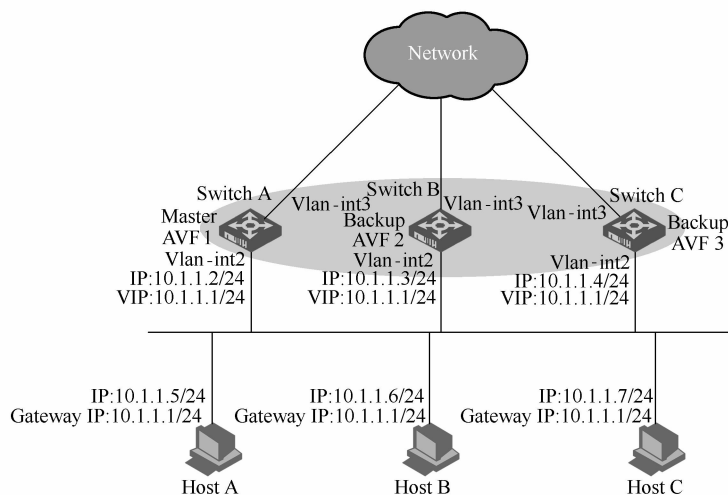 Network
Switch A
Switch B
Switch C
Vlan-int3
Vlan-int3
Vlan-int3
Master
AVF 1
Backup
AVF 2
Backup
AVF 3
Vlan-int2
IP:10.1.1.2/24
VIP:10.1.1.1/24
Vlan-int2
IP:10.1.1.3/24
VIP:10.1.1.1/24
Vlan-int2
IP:10.1.1.4/24
VIP:10.1.1.1/24
IP:10.1.1.5/24
Gateway IP:10.1.1.1/24
IP:10.1.1.6/24
Gateway IP:10.1.1.1/24
IP:10.1.1.7/24
Gateway IP:10.1.1.1/24
Host A
Host B
Host C